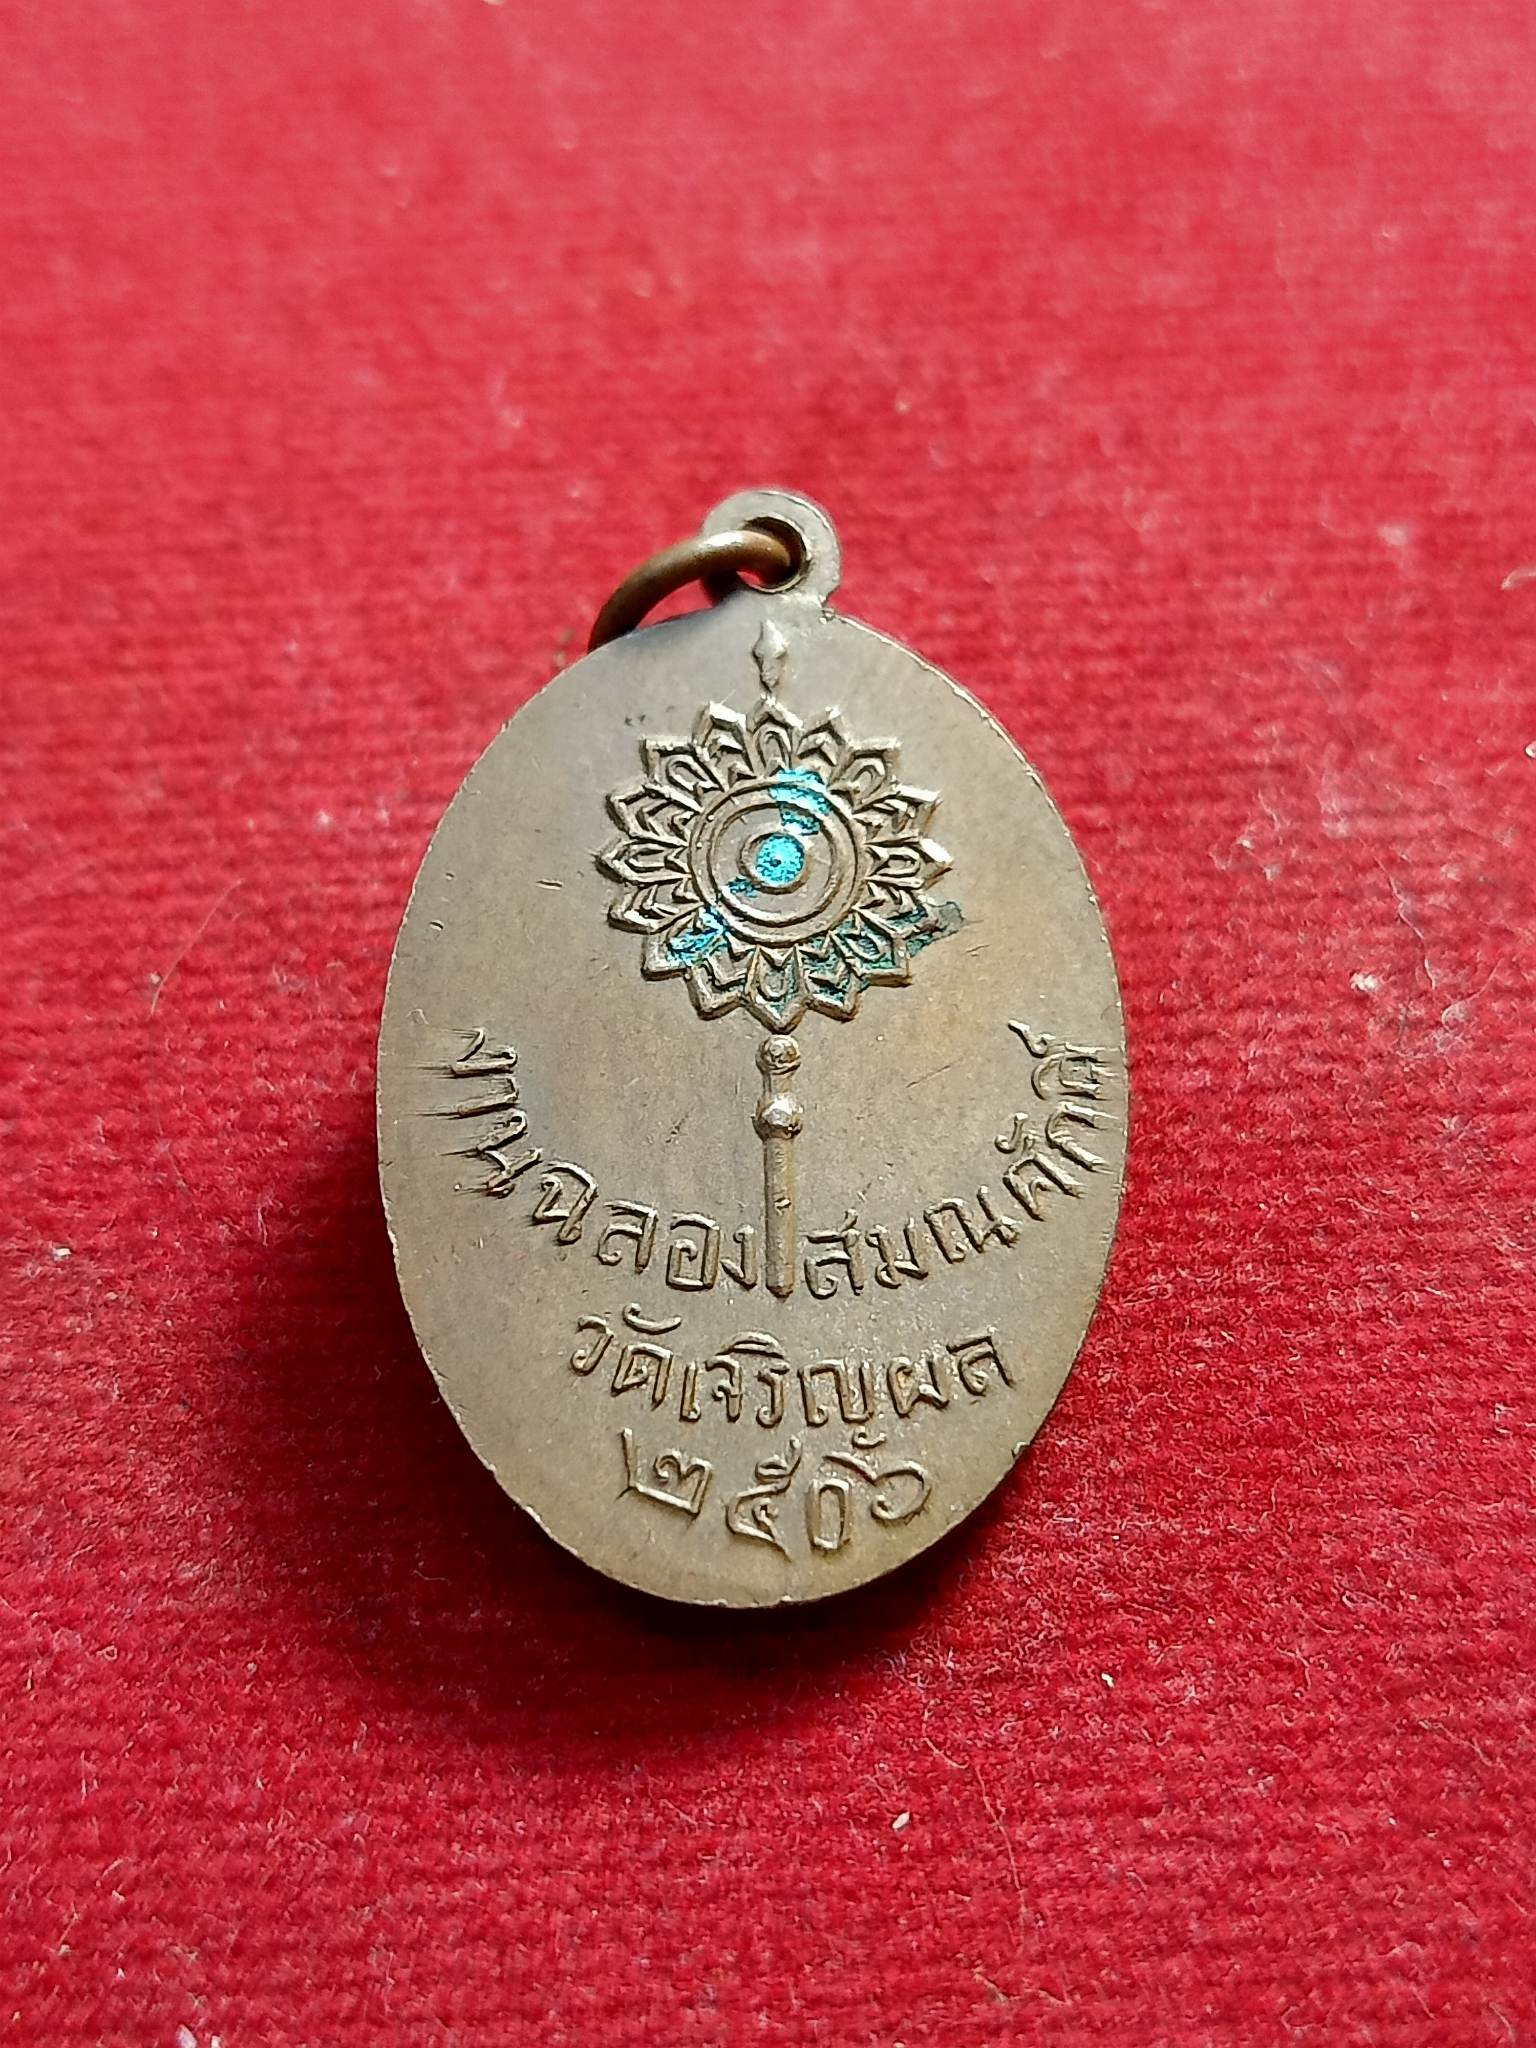 งานฉลอง สมณศักดิ์
วัดเจริญผล
๒๕๐๖